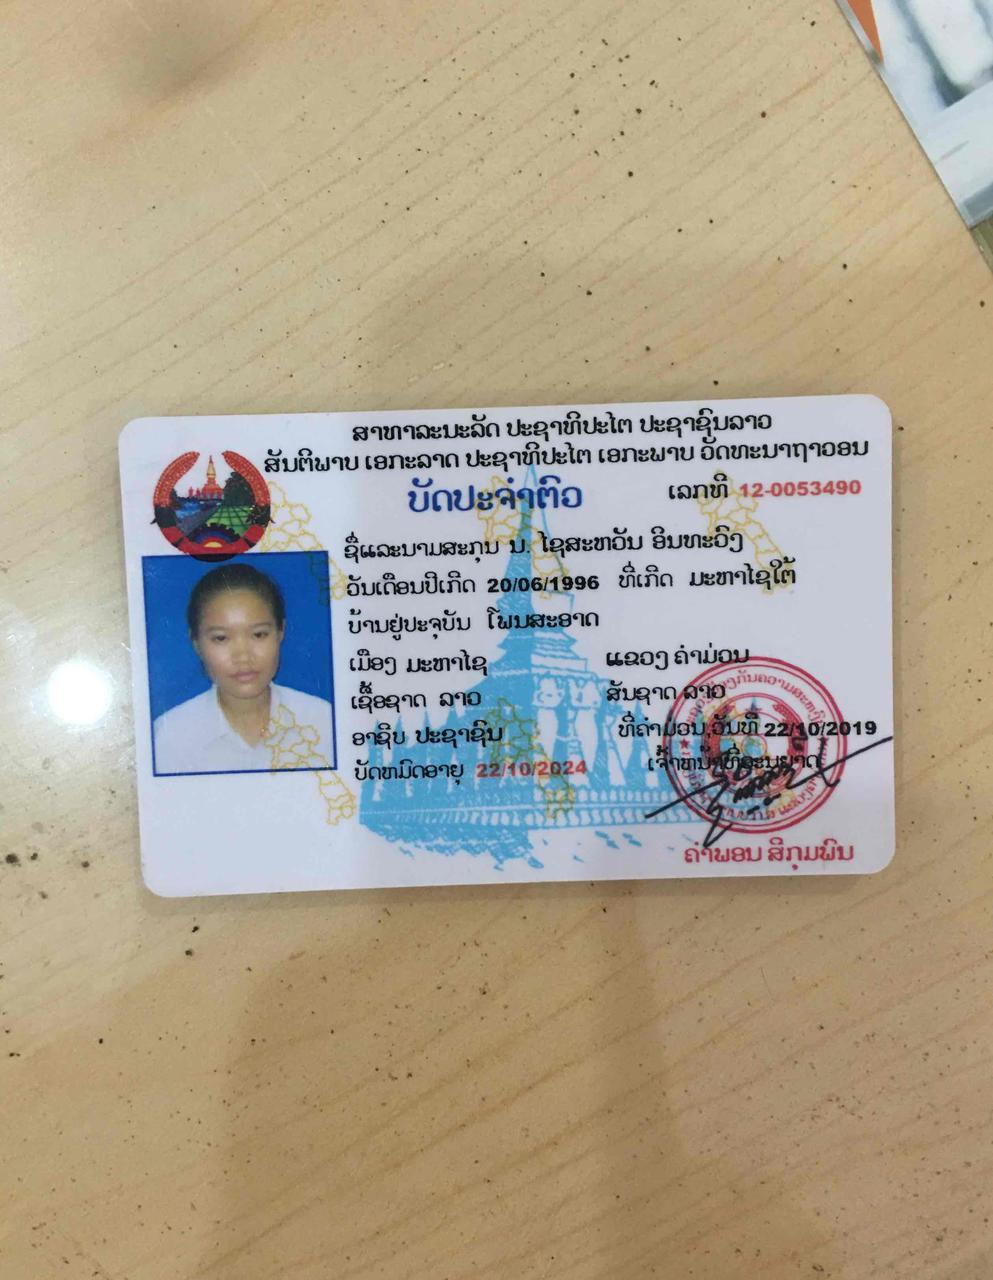 ສາທາລະນະລັດ ປະຊາທິປະໄຕ ປະຊາຊົນລາວ
ສັນຕິພາບ ເອກະລາດ ປະຊາທິປະໄຕ ເອກະພາບ ວັດທະນາຖາວອນ
ບັດປະຈຳຕົວ ເລກທີ 12-0053490
ຊື່ແລະນາມສະກຸນ ນ. ໄຊສະຫວັນ ອິນທະວົງ
ວັນເດືອນປີເກີດ 20/06/1996 ທີ່ເກີດ ມະຫາໄຊໃຕ້
ບ້ານຢູ່ປະຈຸບັນ ໂພນສະອາດ
ເມືອງ ມະຫາໄຊ ແຂວງ ຄຳມ່ວນ
ເຊື້ອຊາດ ລາວ ສັນຊາດ ລາວ
ອາຊິບ ປະຊາຊົນ ທີ່ຄຳມ່ວນ,ວັນທີ 22/10/2019
ບັດຫມົດອາຍຸ 22/10/2024 ເຈົ້າຫນ້າທີ່ອະນຸຍາດ
ຄຳພອນ ສີກຸມພົນ